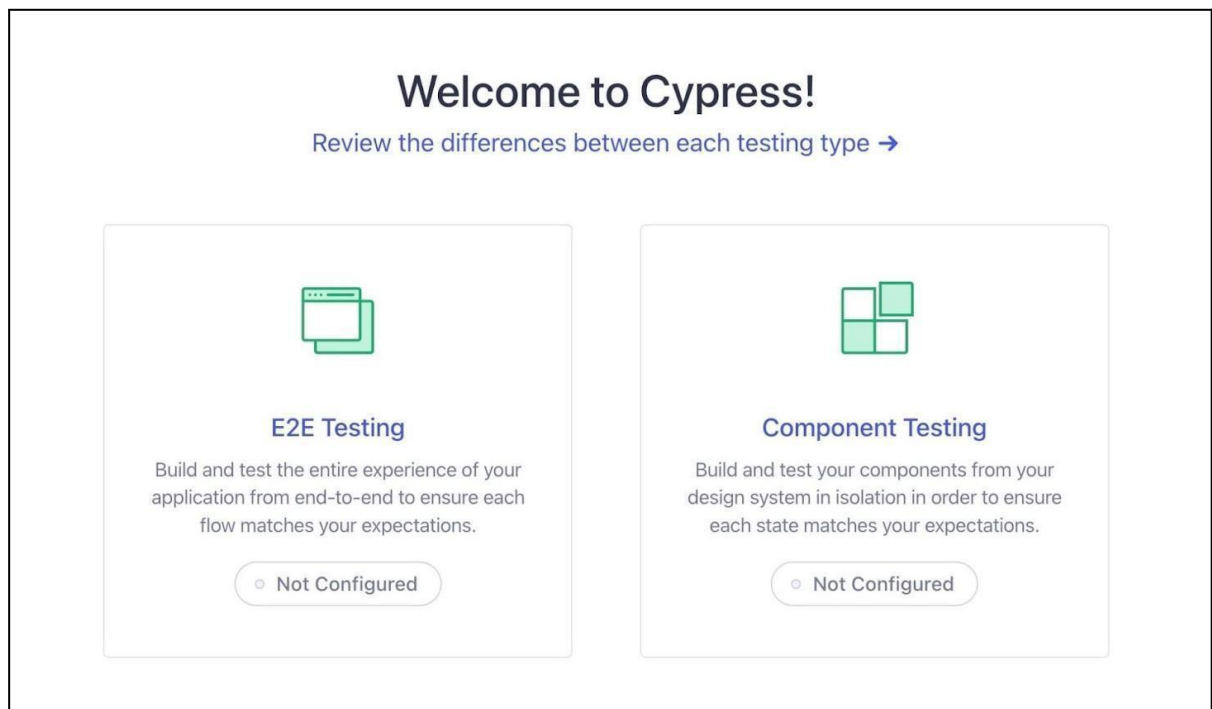 Welcome to Cypress!
Review the differences between each testing type →
E2E Testing
Build and test the entire experience of your
application from end-to-end to ensure each
flow matches your expectations.
Not Configured
Component Testing
Build and test your components from your
design system in isolation in order to ensure
each state matches your expectations.
Not Configured